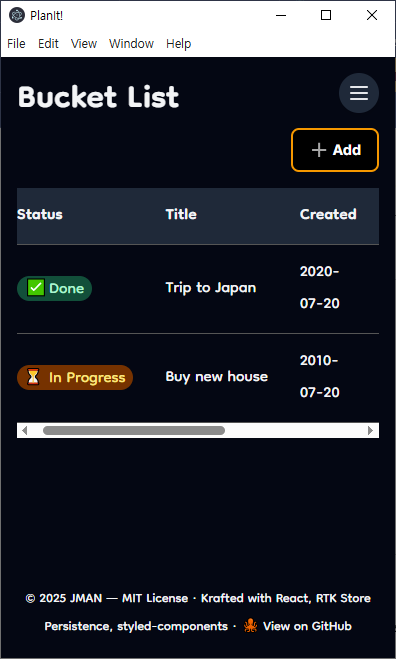 PlanIt!
File Edit View Window Help
Bucket List
Add
Status Title Created
✅ Done Trip to Japan 2020-
07-20
⏳ In Progress Buy new house 2010-
07-20
© 2025 JMAN — MIT License · Krafted with React, RTK Store
Persistence, styled-components · 🐙 View on GitHub